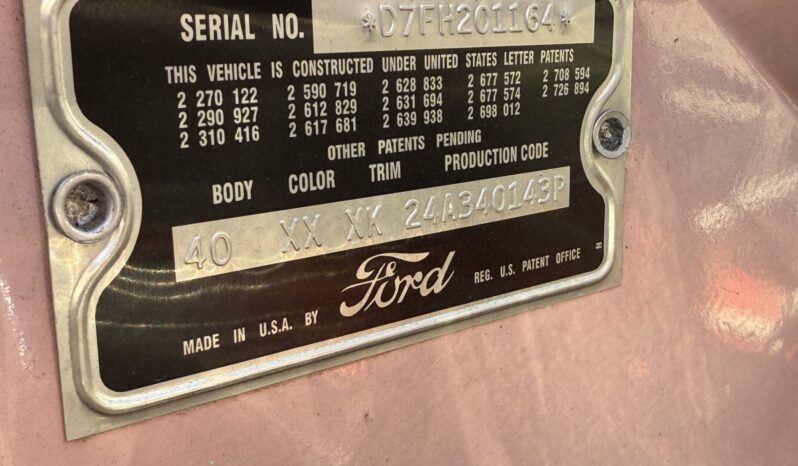 SERIAL NO. *D7FH201164*
THIS VEHICLE IS CONSTRUCTED UNDER UNITED STATES LETTER PATENTS
2 270 122 2 590 719 2 628 833 2 677 572 2 708 594
2 290 927 2 612 829 2 631 694 2 677 574 2 726 894
2 310 416 2 617 681 2 639 938 2 698 012
OTHER PATENTS PENDING
BODY COLOR TRIM PRODUCTION CODE
40 XX XK 24A340143P
MADE IN U.S.A. BY Ford REG. U.S. PATENT OFFICE